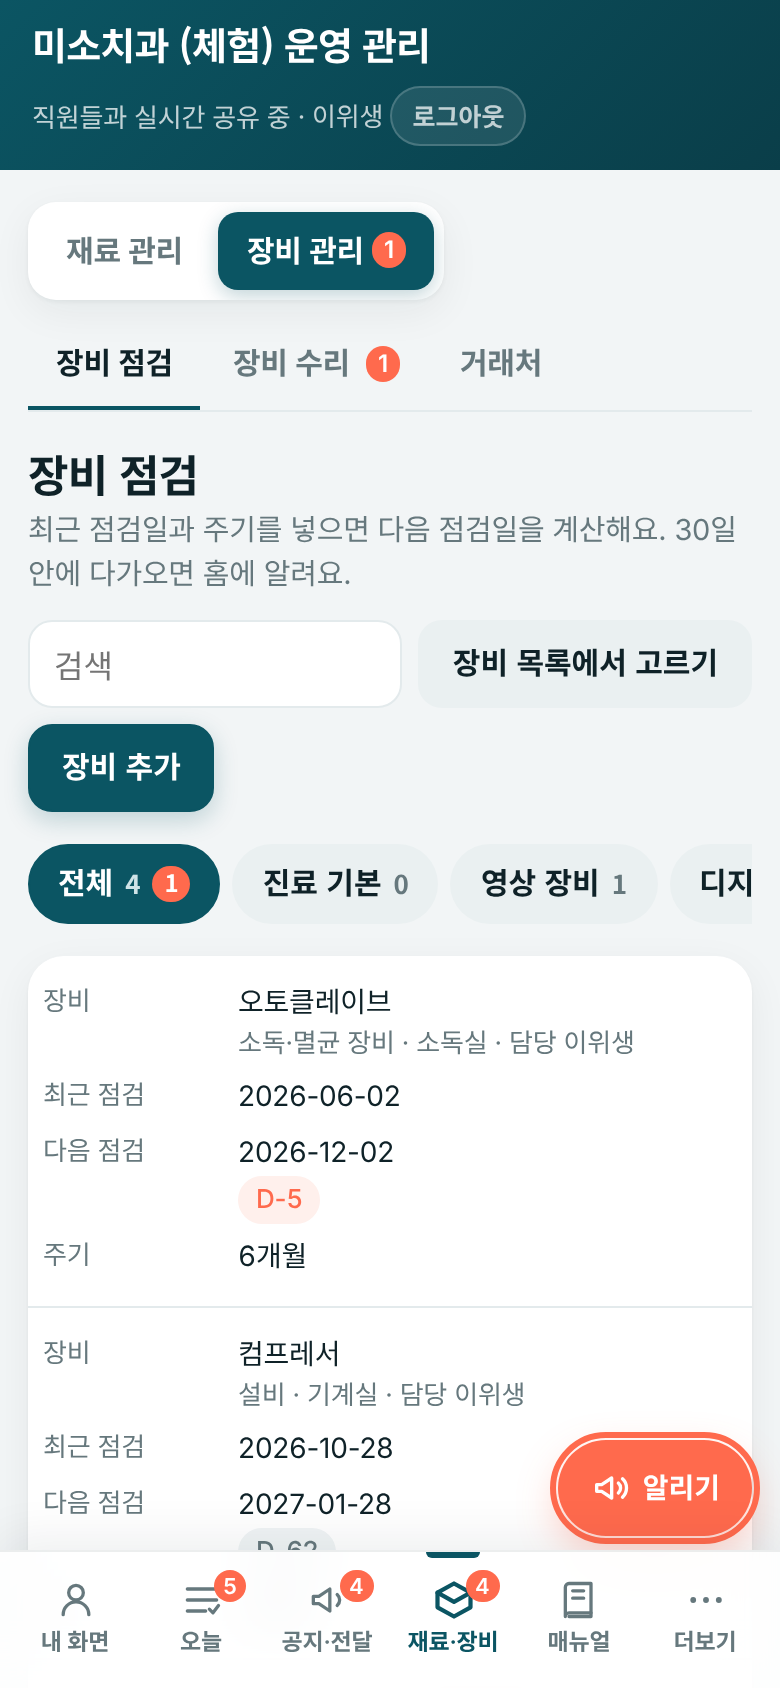 미소치과 (체험) 운영 관리
직원들과 실시간 공유 중 · 이위생 로그아웃
재료 관리 장비 관리 1
장비 점검 장비 수리 1 거래처
장비 점검
최근 점검일과 주기를 넣으면 다음 점검일을 계산해요. 30일
안에 다가오면 홈에 알려요.
검색 장비 목록에서 고르기
장비 추가
전체 4 1 진료 기본 0 영상 장비 1 디지
장비 오토클레이브
소독·멸균 장비 · 소독실 · 담당 이위생
최근 점검 2026-06-02
다음 점검 2026-12-02
D-5
주기 6개월
장비 컴프레서
설비 · 기계실 · 담당 이위생
최근 점검 2026-10-28
다음 점검 2027-01-28
D-62
알리기
5 4 4
내 화면 오늘 공지·전달 재료·장비 매뉴얼 더보기